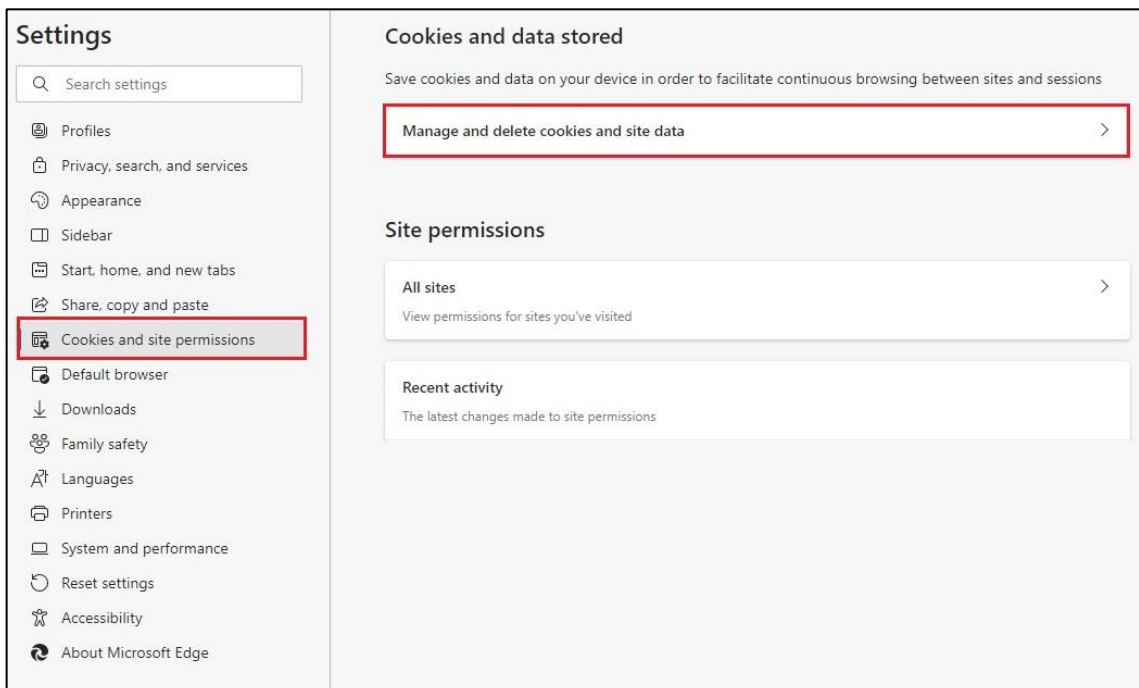 Settings
Search settings
Profiles
Privacy, search, and services
Appearance
Sidebar
Start, home, and new tabs
Share, copy and paste
Cookies and site permissions
Default browser
Downloads
Family safety
Languages
Printers
System and performance
Reset settings
Accessibility
About Microsoft Edge
Cookies and data stored
Save cookies and data on your device in order to facilitate continuous browsing between sites and sessions
Manage and delete cookies and site data
Site permissions
All sites
View permissions for sites you've visited
Recent activity
The latest changes made to site permissions